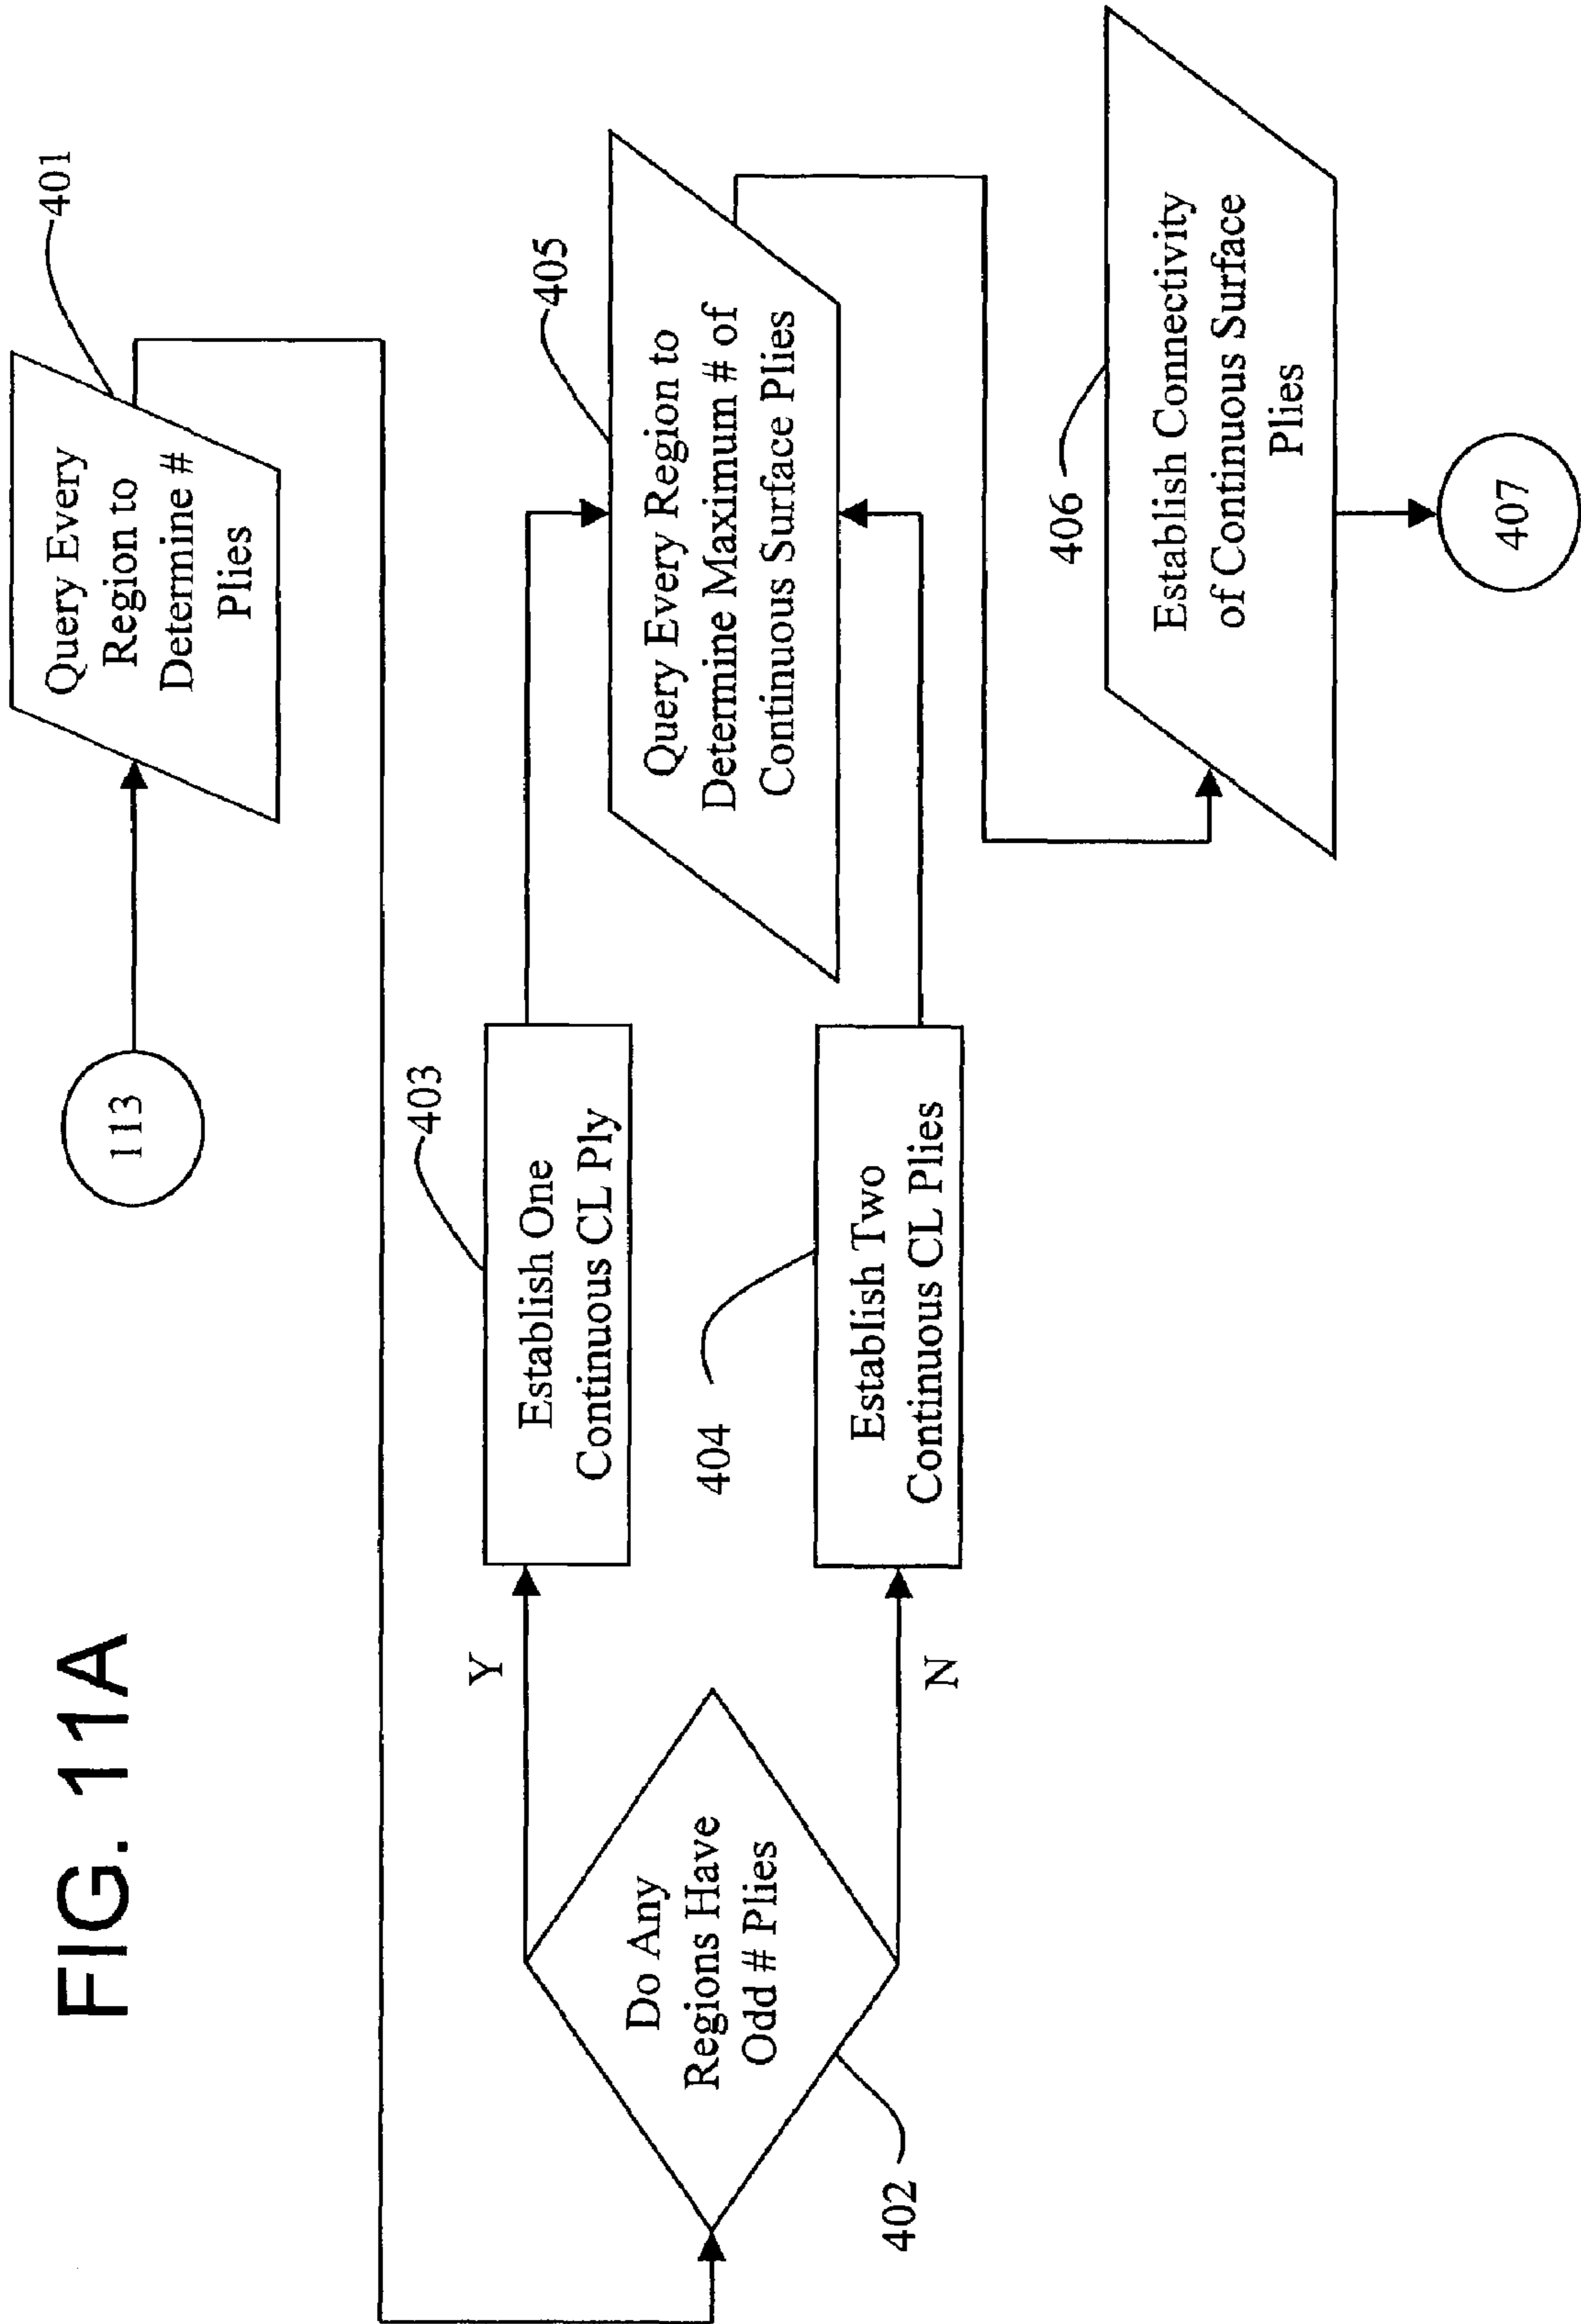 FIG. 11A
113
Query Every
Region to
Determine #
Plies
401
Do Any
Regions Have
Odd # Plies
402
Y
N
Establish One
Continuous CL Ply
403
Establish Two
Continuous CL Plies
404
Query Every Region to
Determine Maximum # of
Continuous Surface Plies
405
Establish Connectivity
of Continuous Surface
Plies
406
407